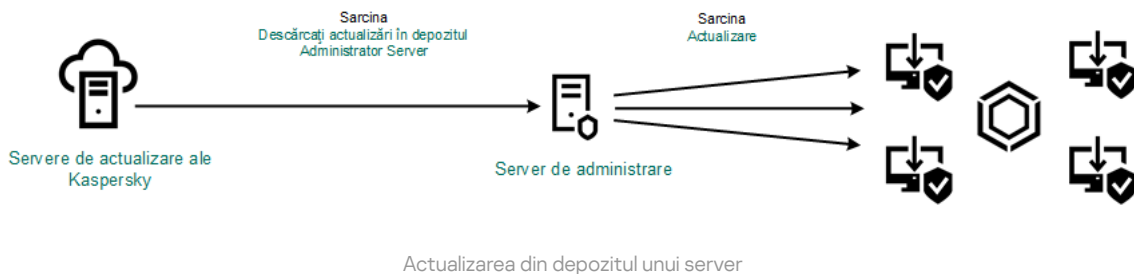 Sarcina
Descărcați actualizări în depozitul
Administrator Server
Sarcina
Actualizare
Servere de actualizare ale
Kaspersky
Server de administrare
Actualizarea din depozitul unui server